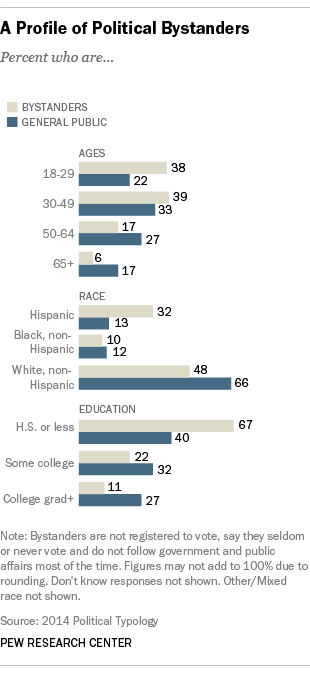 A Profile of Political Bystanders
Percent who are...
BYSTANDERS
GENERAL PUBLIC
AGES
18-29 38
22
30-49 39
33
50-64 17
27
65+ 6
17
RACE
Hispanic 32
13
Black, non-
Hispanic 10
12
White, non-
Hispanic 48
66
EDUCATION
H.S. or less 67
40
Some college 22
32
College grad+ 11
27
Note: Bystanders are not registered to vote, say they seldom
or never vote and do not follow government and public
affairs most of the time. Figures may not add to 100% due to
rounding. Don't know responses not shown. Other/Mixed
race not shown.
Source: 2014 Political Typology
PEW RESEARCH CENTER